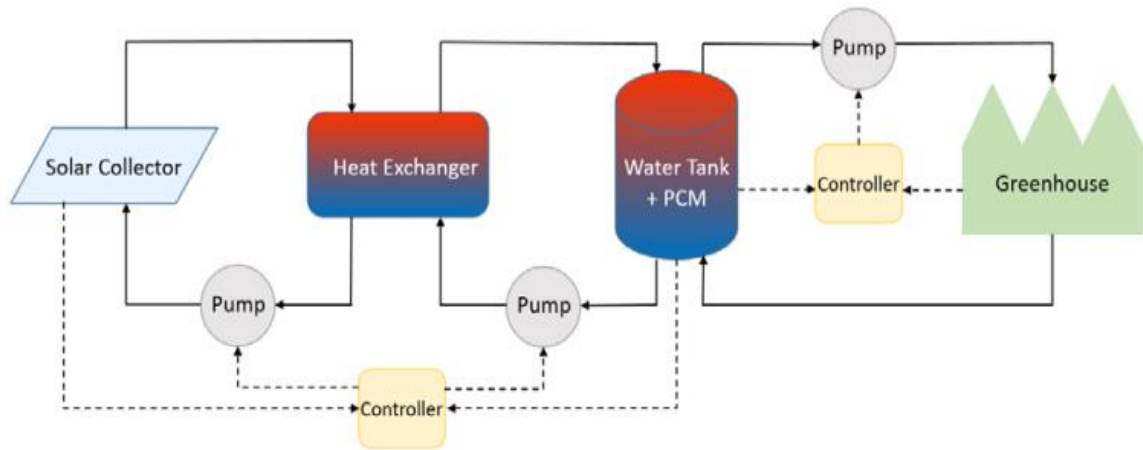 Pump
Solar Collector
Heat Exchanger
Water Tank
+ PCM
Controller
Greenhouse
Pump
Pump
Controller